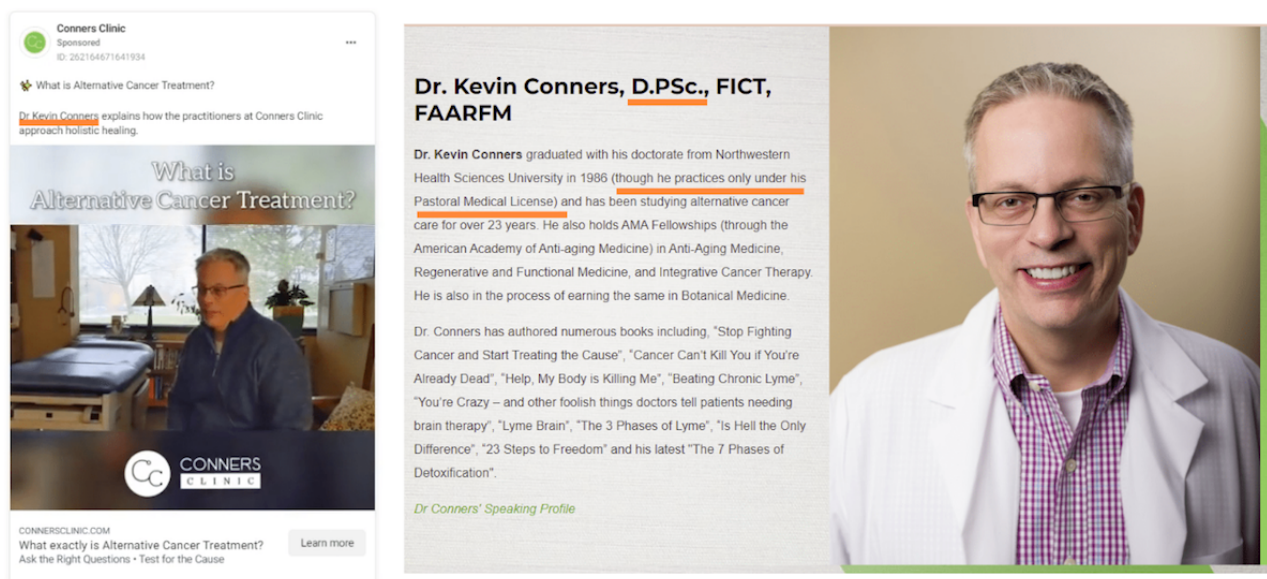 Conners Clinic
Sponsored
ID: 262164671641934
What is Alternative Cancer Treatment?
Dr Kevin Conners explains how the practitioners at Conners Clinic
approach holistic healing.
What is
Alternative Cancer Treatment?
CONNERS
CLINIC
CONNERSCLINIC.COM
What exactly is Alternative Cancer Treatment?
Ask the Right Questions • Test for the Cause
Learn more
Dr. Kevin Conners, D.PSc., FICT,
FAARFM
Dr. Kevin Conners graduated with his doctorate from Northwestern
Health Sciences University in 1986 (though he practices only under his
Pastoral Medical License) and has been studying alternative cancer
care for over 23 years. He also holds AMA Fellowships (through the
American Academy of Anti-aging Medicine) in Anti-Aging Medicine,
Regenerative and Functional Medicine, and Integrative Cancer Therapy.
He is also in the process of earning the same in Botanical Medicine.
Dr. Conners has authored numerous books including, "Stop Fighting
Cancer and Start Treating the Cause", "Cancer Can't Kill You if You're
Already Dead", "Help, My Body is Killing Me", "Beating Chronic Lyme",
"You're Crazy – and other foolish things doctors tell patients needing
brain therapy", "Lyme Brain", "The 3 Phases of Lyme", "Is Hell the Only
Difference", "23 Steps to Freedom" and his latest "The 7 Phases of
Detoxification".
Dr Conners' Speaking Profile